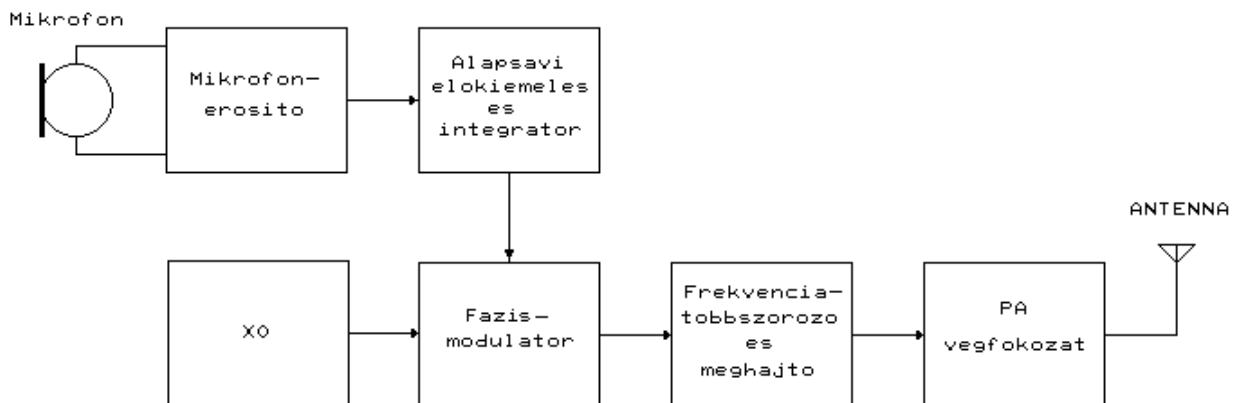 Mikrofon
Mikrofon-
erosito
Alapsavi
elokiemeles
es
integrator
ANTENNA
XO
Fazis-
modulator
Frekvencia-
tobbszorozo
es
meghajto
PA
vegfokozat